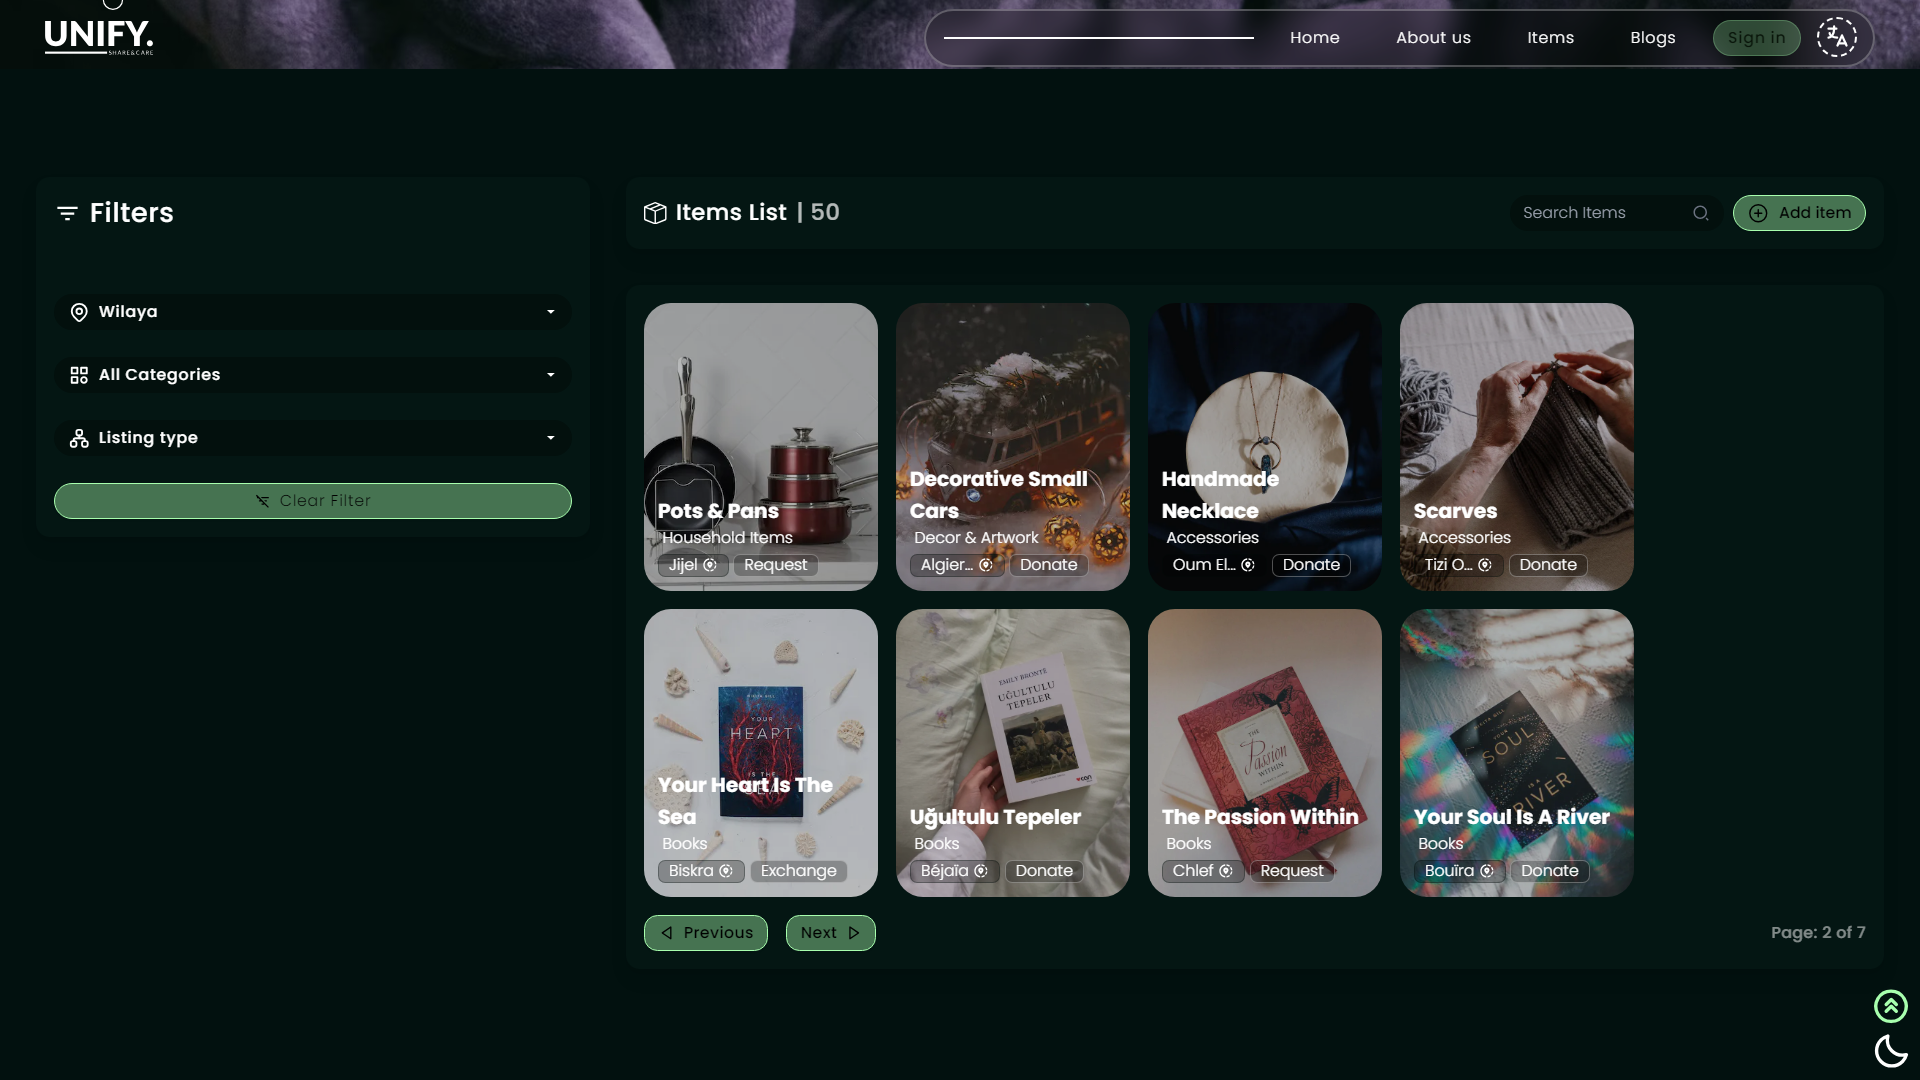 UNIFY.
SHARE&CARE
Home
About us
Items
Blogs
Sign in
Filters
Wilaya
All Categories
Listing type
Clear Filter
Items List | 50
Search Items
Add item
Pots & Pans
Household Items
Jijel
Request
Decorative Small
Cars
Decor & Artwork
Algier...
Donate
Handmade
Necklace
Accessories
Oum El...
Donate
Scarves
Accessories
Tizi O...
Donate
YOUR
HEART
IS THE
SEA
Your Heart Is The
Sea
Books
Biskra
Exchange
EMILY BRONTE
UĞULTULU
TEPELER
can
Uğultulu Tepeler
Books
Béjaïa
Donate
THE
Passion
WITHIN
The Passion Within
Books
Chlef
Request
YOUR
SOUL
IS A
RIVER
Your Soul Is A River
Books
Bouïra
Donate
Previous
Next
Page: 2 of 7